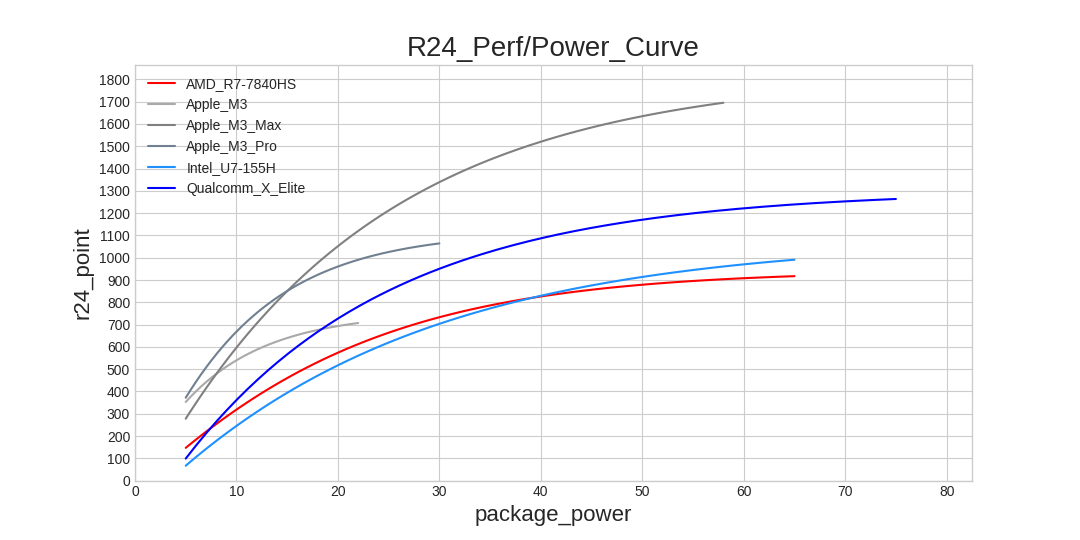 R24_Perf/Power_Curve
r24_point
1800
1700
1600
1500
1400
1300
1200
1100
1000
900
800
700
600
500
400
300
200
100
0
AMD_R7-7840HS
Apple_M3
Apple_M3_Max
Apple_M3_Pro
Intel_U7-155H
Qualcomm_X_Elite
0 10 20 30 40 50 60 70 80
package_power